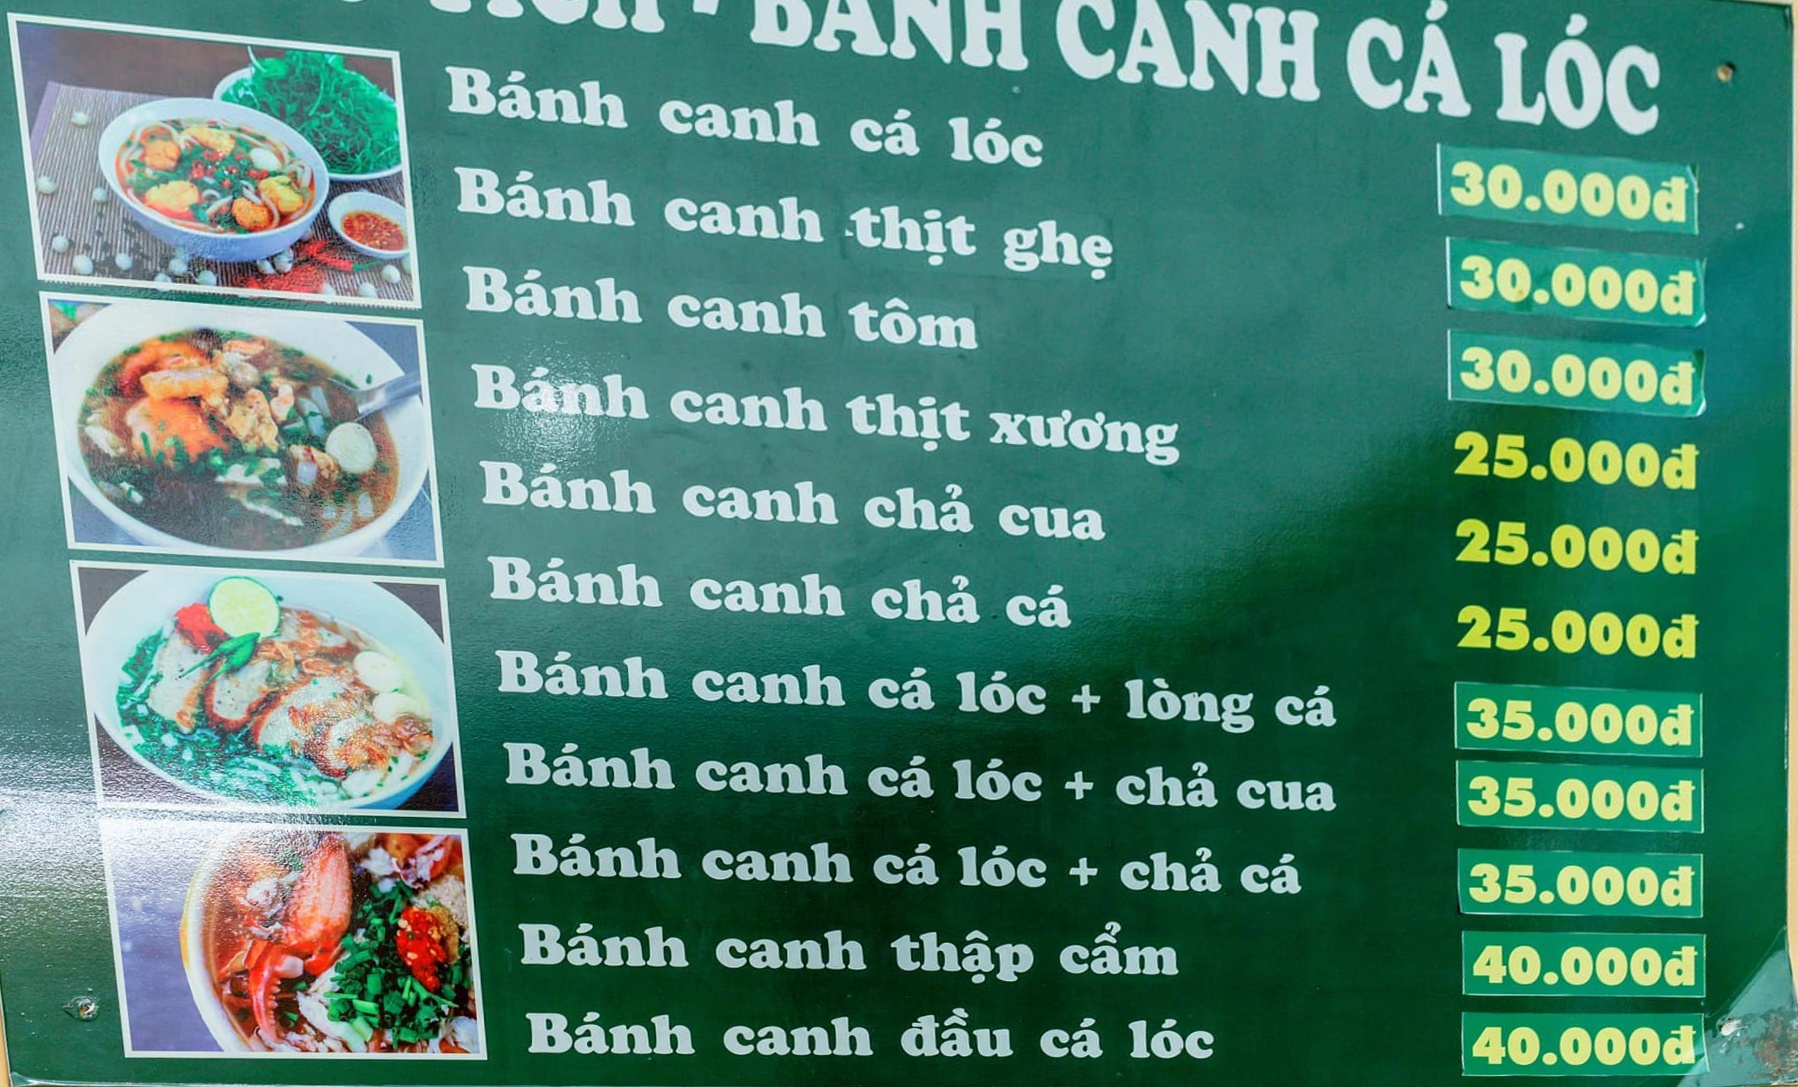 BÁNH CANH CÁ LÓC
Bánh canh cá lóc 30.000đ
Bánh canh thịt ghẹ 30.000đ
Bánh canh tôm 30.000đ
Bánh canh thịt xương 25.000đ
Bánh canh chả cua 25.000đ
Bánh canh chả cá 25.000đ
Bánh canh cá lóc + lòng cá 35.000đ
Bánh canh cá lóc + chả cua 35.000đ
Bánh canh cá lóc + chả cá 35.000đ
Bánh canh thập cẩm 40.000đ
Bánh canh đầu cá lóc 40.000đ